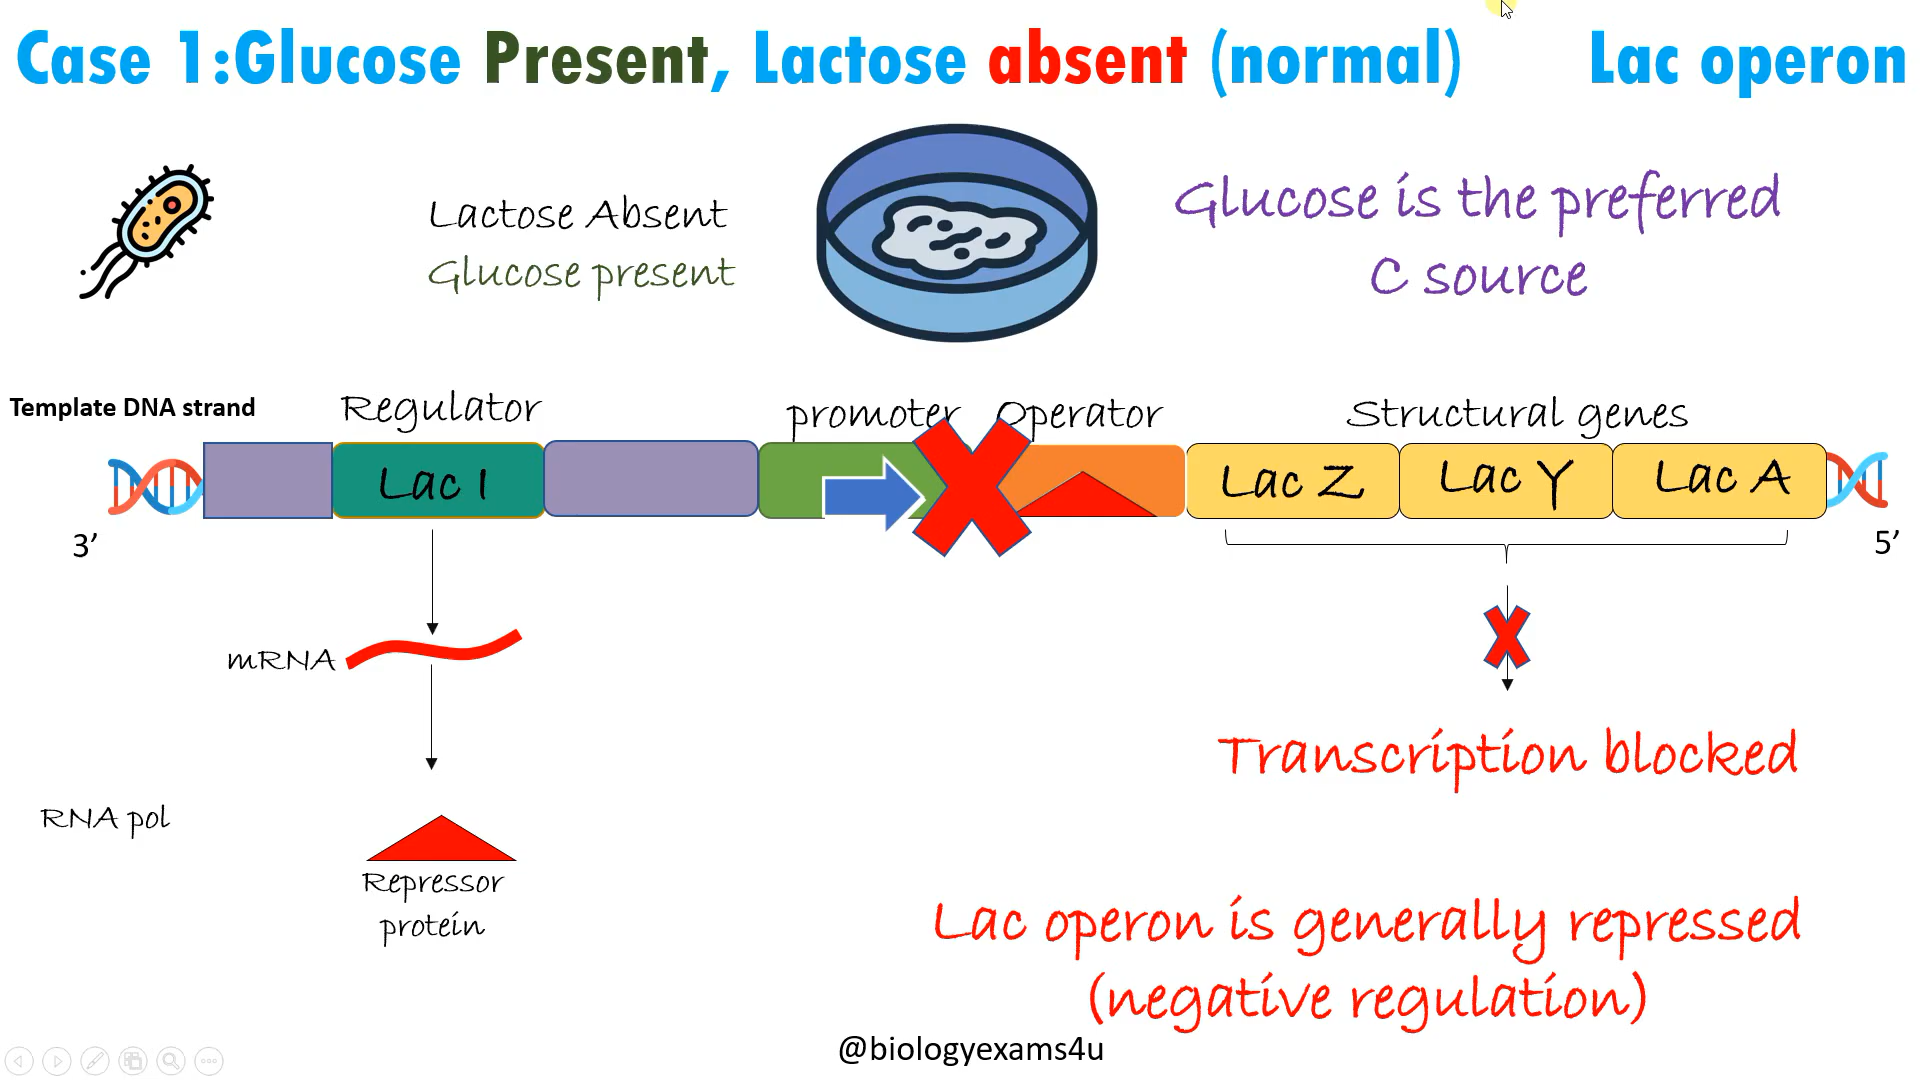 Case 1:Glucose Present, Lactose absent (normal)
Lac operon
Lactose Absent
Glucose present
Glucose is the preferred
C source
Template DNA strand
Regulator
promoter
Operator
Structural genes
Lac I
Lac Z
Lac Y
Lac A
3’
5’
mRNA
Transcription blocked
RNA pol
Repressor
protein
Lac operon is generally repressed
(negative regulation)
@biologyexams4u